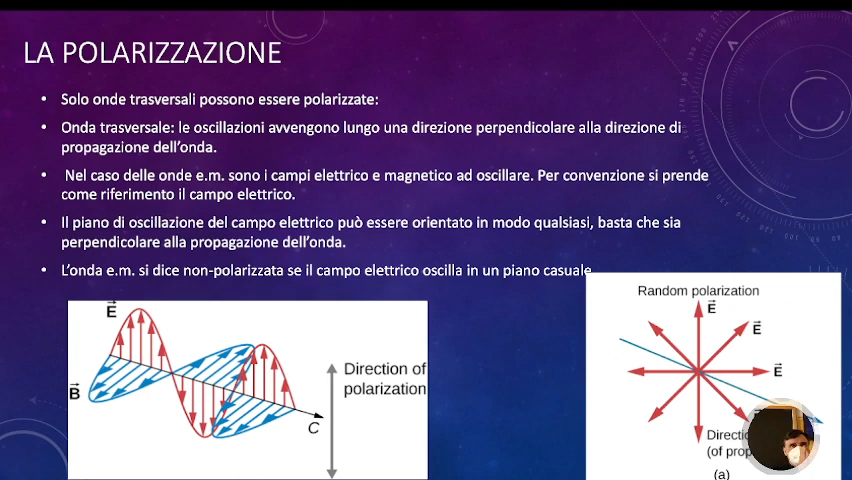 LA POLARIZZAZIONE
• Solo onde trasversali possono essere polarizzate:
• Onda trasversale: le oscillazioni avvengono lungo una direzione perpendicolare alla direzione di
propagazione dell’onda.
• Nel caso delle onde e.m. sono i campi elettrico e magnetico ad oscillare. Per convenzione si prende
come riferimento il campo elettrico.
• Il piano di oscillazione del campo elettrico può essere orientato in modo qualsiasi, basta che sia
perpendicolare alla propagazione dell’onda.
• L’onda e.m. si dice non-polarizzata se il campo elettrico oscilla in un piano casuale
E
B
Direction of
polarization
C
Random polarization
E
E
E
(of
(a)